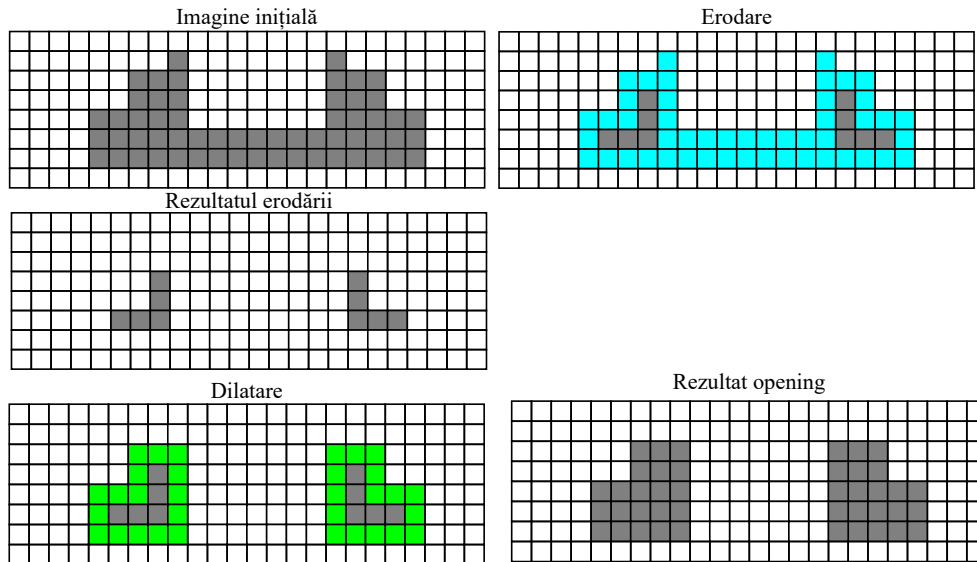 Imagine inițială
Erodare
Rezultatul erodării
Dilatare
Rezultat opening